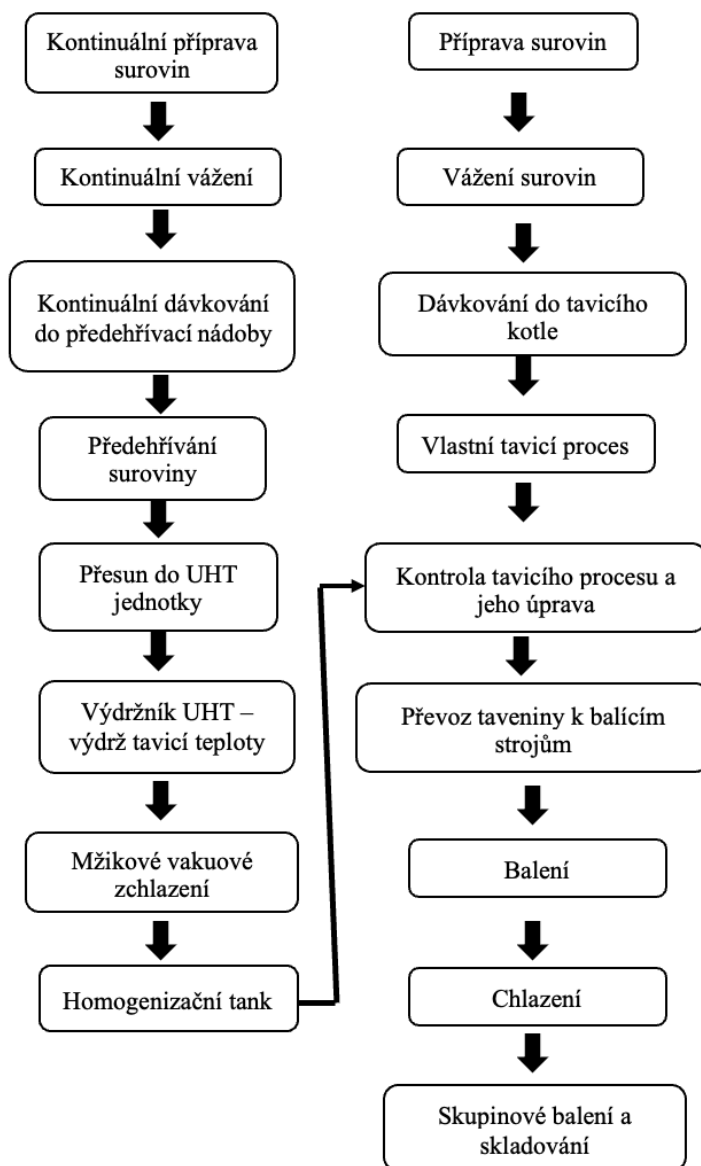 Kontinuální příprava
surovin
Kontinuální vážení
Kontinuální dávkování
do předehřívací nádoby
Předehřívání
suroviny
Přesun do UHT
jednotky
Výdržník UHT –
výdrž tavicí teploty
Mžikové vakuové
zchlazení
Homogenizační tank
Příprava surovin
Vážení surovin
Dávkování do tavicího
kotle
Vlastní tavicí proces
Kontrola tavicího procesu a
jeho úprava
Převoz taveniny k balícím
strojům
Balení
Chlazení
Skupinové balení a
skladování